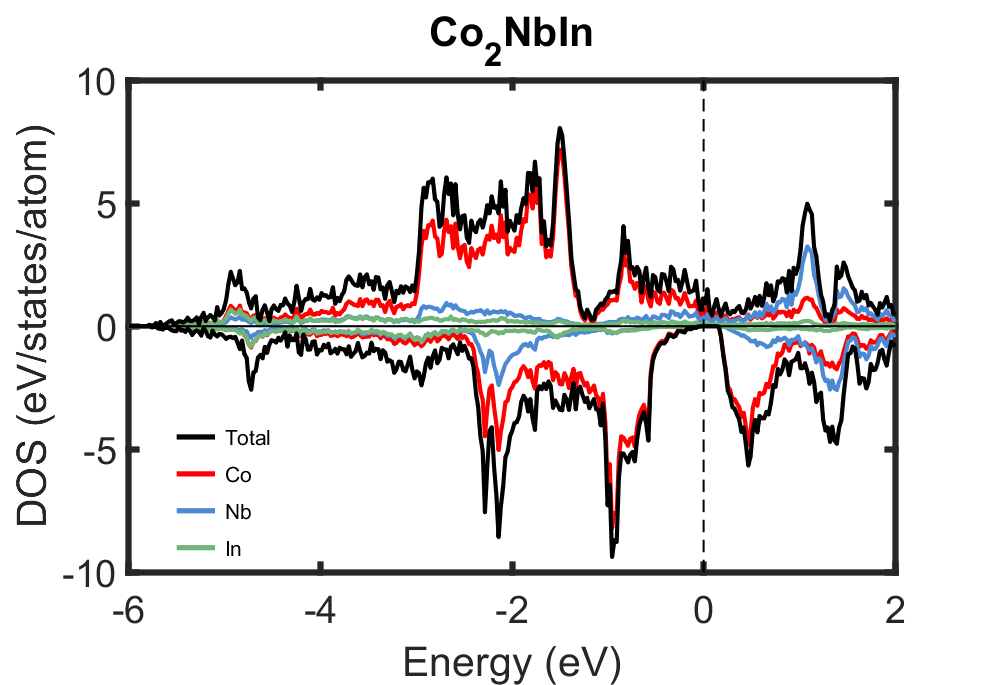 Co₂NbIn
10
5
0
-5
-10
DOS (eV/states/atom)
Total
Co
Nb
In
-6 -4 -2 0 2
Energy (eV)